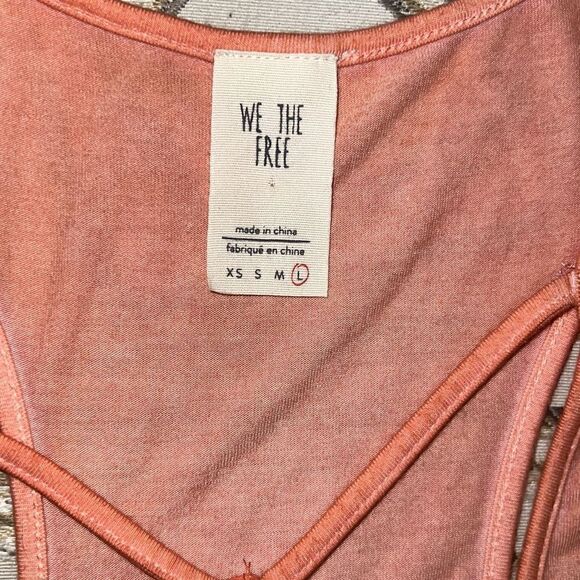 WE THE
FREE
made in china
fabriqué en chine
XS S M L